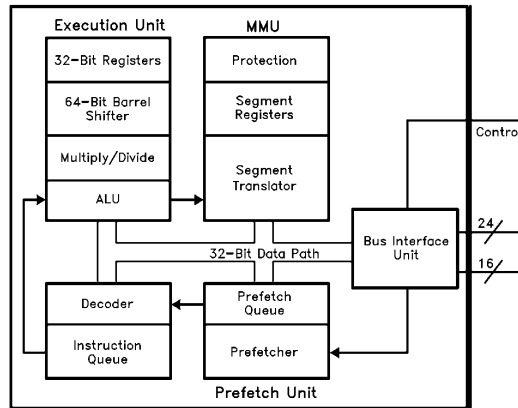 Execution Unit
MMU
32-Bit Registers
64-Bit Barrel
Shifter
Multiply/Divide
ALU
Protection
Segment
Registers
Segment
Translator
Control
24
16
Bus Interface
Unit
32-Bit Data Path
Decoder
Instruction
Queue
Prefetch
Queue
Prefetcher
Prefetch Unit